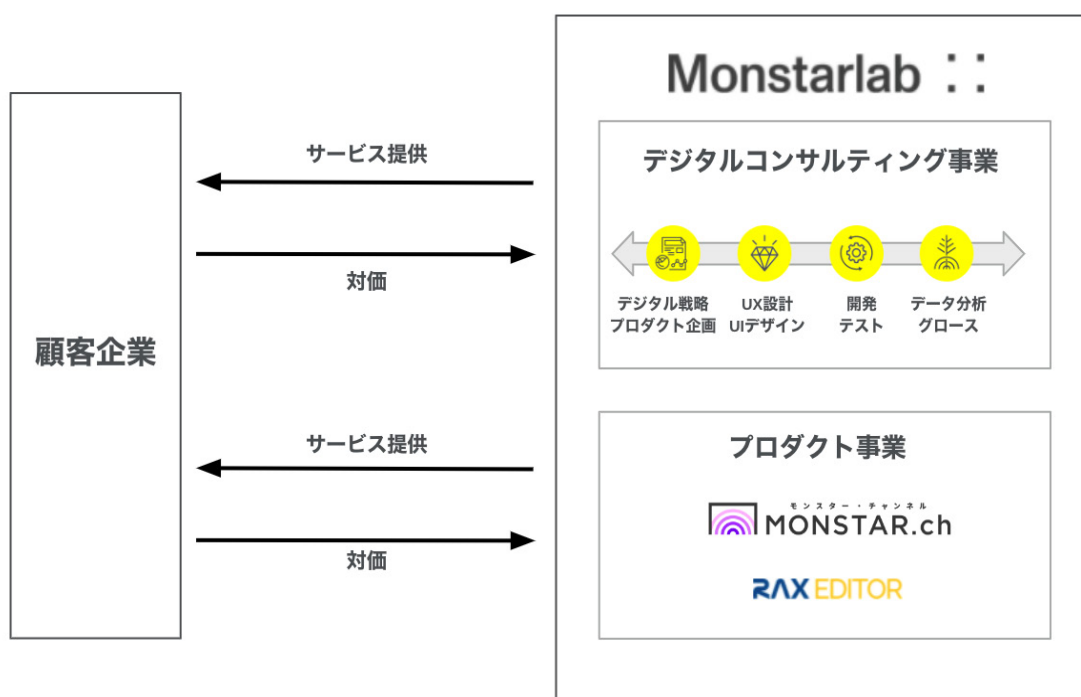 Monstarlab
顧客企業
サービス提供
対価
デジタルコンサルティング事業
デジタル戦略
プロダクト企画
UX設計
UIデザイン
開発
テスト
データ分析
グロース
サービス提供
対価
プロダクト事業
モンスター・チャンネル
MONSTAR.ch
RAX EDITOR